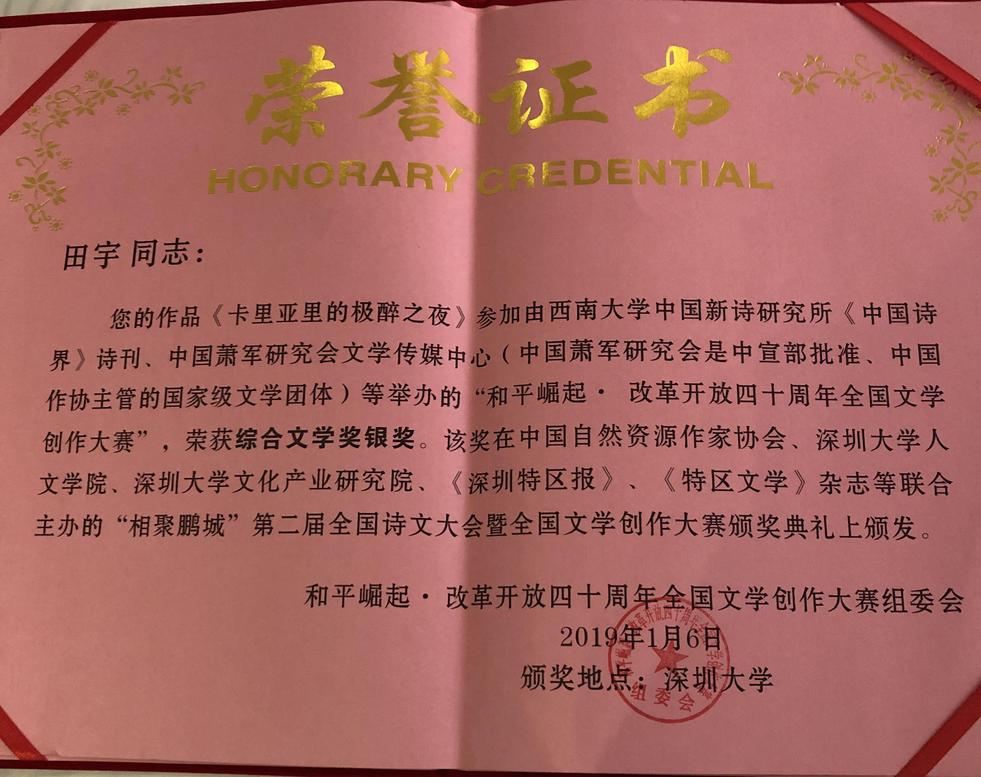 荣誉证书
HONORARY CREDENTIAL
田宇 同志：
您的作品《卡里亚里的极醉之夜》参加由西南大学中国新诗研究所《中国诗
界》诗刊、中国萧军研究会文学传媒中心（中国萧军研究会是中宣部批准、中国
作协主管的国家级文学团体）等举办的“和平崛起· 改革开放四十周年全国文学
创作大赛”，荣获综合文学奖银奖。该奖在中国自然资源作家协会、深圳大学人
文学院、深圳大学文化产业研究院、《深圳特区报》、《特区文学》杂志等联合
主办的“相聚鹏城”第二届全国诗文大会暨全国文学创作大赛颁奖典礼上颁发。
和平崛起·改革开放四十周年全国文学创作大赛组委会
2019年1月6日
颁奖地点：深圳大学
组委会